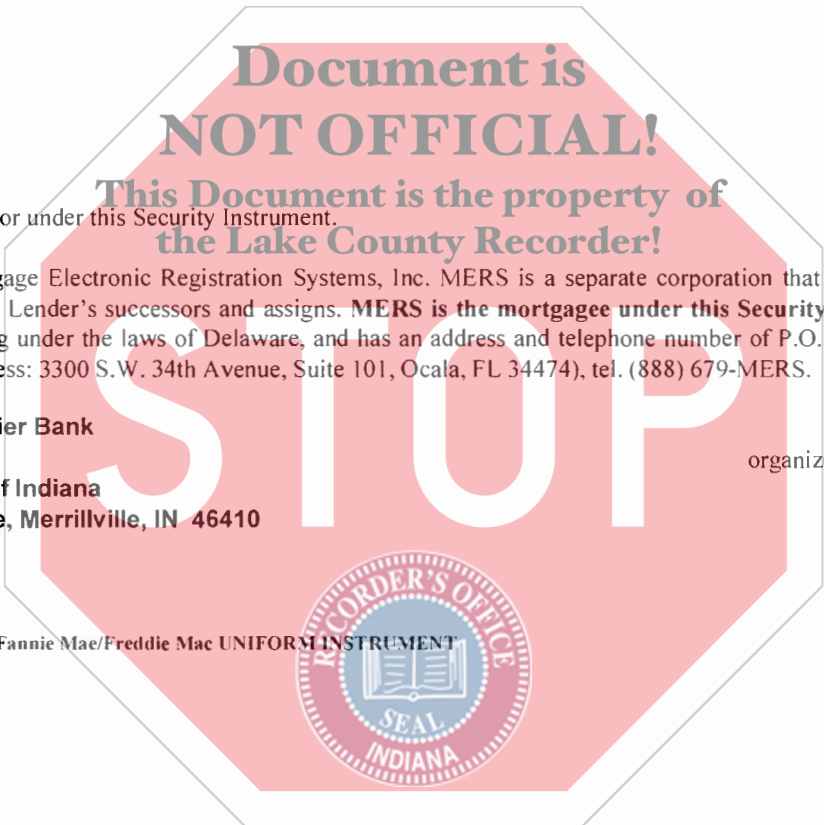 Document is
NOT OFFICIAL!
This Document is the property of
the Lake County Recorder!
or under this Security Instrument.
gage Electronic Registration Systems, Inc. MERS is a separate corporation that
Lender's successors and assigns. MERS is the mortgagee under this Security
g under the laws of Delaware, and has an address and telephone number of P.O.
ess: 3300 S.W. 34th Avenue, Suite 101, Ocala, FL 34474), tel. (888) 679-MERS.
STOP
ier Bank
organiz
f Indiana
e, Merrillville, IN 46410
Fannie Mae/Freddie Mac UNIFORM INSTRUMENT
RECORDER'S OFFICE
SEAL
INDIANA